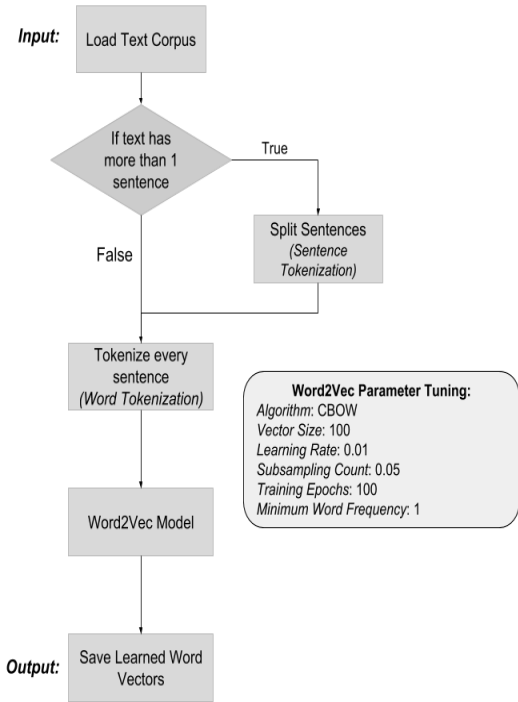 Input:
Load Text Corpus
If text has
more than 1
sentence
True
Split Sentences
(Sentence
Tokenization)
False
Tokenize every
sentence
(Word Tokenization)
Word2Vec Parameter Tuning:
Algorithm: CBOW
Vector Size: 100
Learning Rate: 0.01
Subsampling Count: 0.05
Training Epochs: 100
Minimum Word Frequency: 1
Word2Vec Model
Output:
Save Learned Word
Vectors